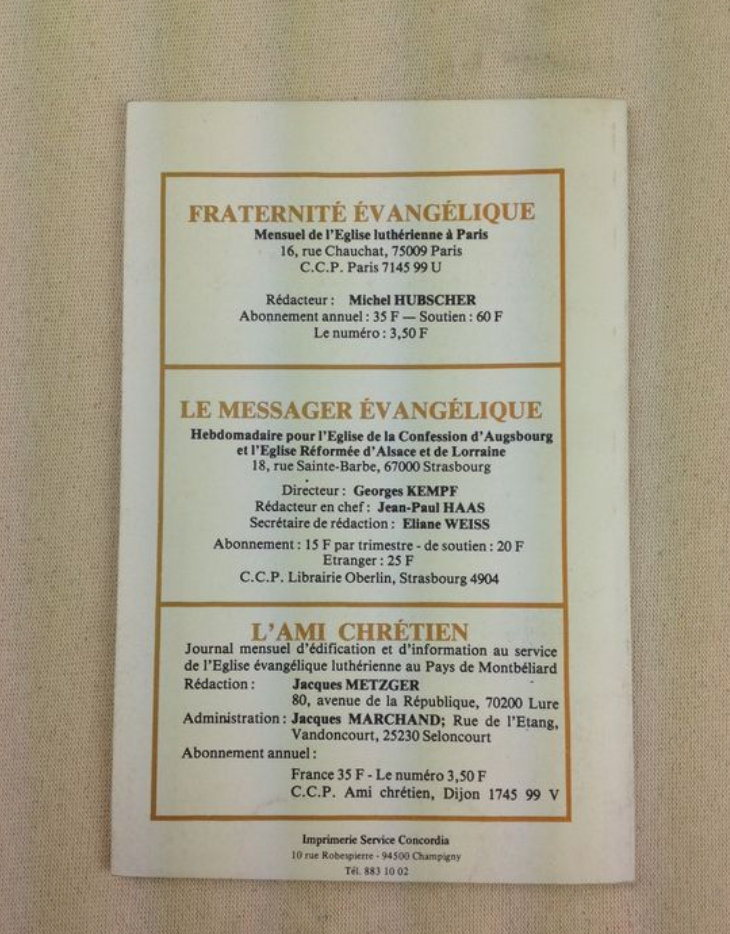 FRATERNITÉ ÉVANGÉLIQUE
Mensuel de l'Eglise luthérienne à Paris
16, rue Chauchat, 75009 Paris
C.C.P. Paris 7145 99 U
Rédacteur : Michel HUBSCHER
Abonnement annuel : 35 F — Soutien : 60 F
Le numéro : 3,50 F
LE MESSAGER ÉVANGÉLIQUE
Hebdomadaire pour l'Eglise de la Confession d'Augsbourg
et l'Eglise Réformée d'Alsace et de Lorraine
18, rue Sainte-Barbe, 67000 Strasbourg
Directeur : Georges KEMPF
Rédacteur en chef : Jean-Paul HAAS
Secrétaire de rédaction : Eliane WEISS
Abonnement : 15 F par trimestre - de soutien : 20 F
Etranger : 25 F
C.C.P. Librairie Oberlin, Strasbourg 4904
L'AMI CHRÉTIEN
Journal mensuel d'édification et d'information au service
de l'Eglise évangélique luthérienne au Pays de Montbéliard
Rédaction : Jacques METZGER
80, avenue de la République, 70200 Lure
Administration : Jacques MARCHAND; Rue de l'Etang,
Vandoncourt, 25230 Seloncourt
Abonnement annuel :
France 35 F - Le numéro 3,50 F
C.C.P. Ami chrétien, Dijon 1745 99 V
Imprimerie Service Concordia
10 rue Robespierre - 94500 Champigny
Tél. 883 10 02